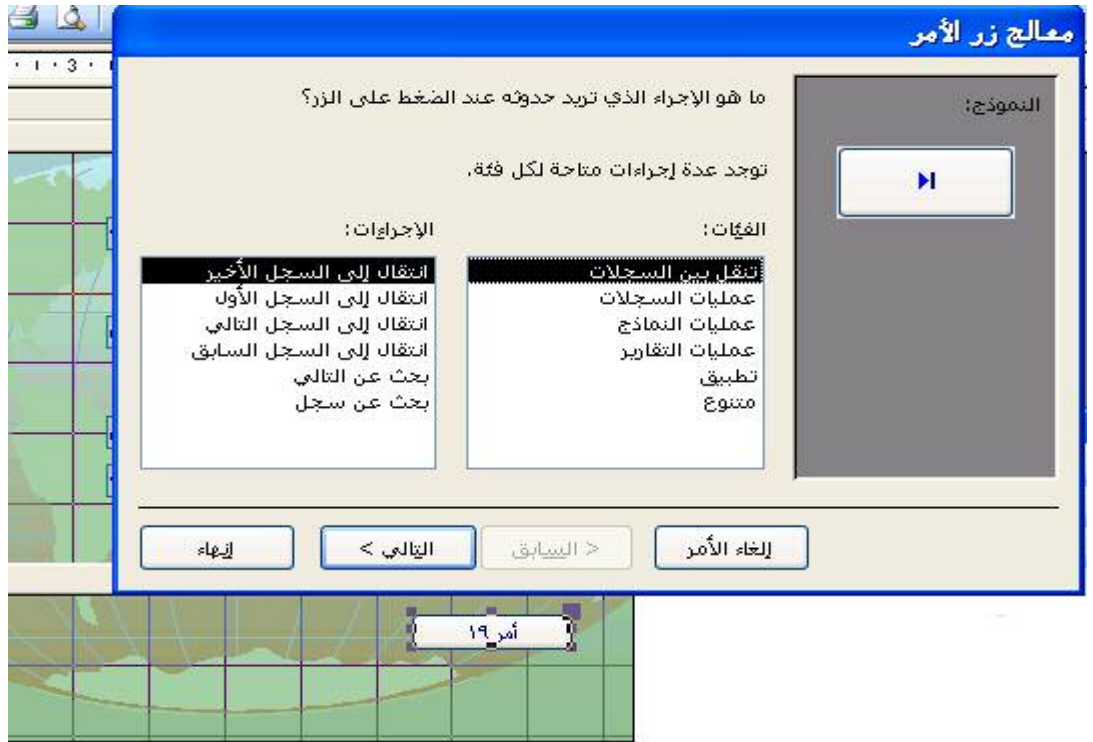 معالج زر الأمر
· 3 · ı ·
النموذج:
ما هو الإجراء الذي تريد حدوثه عند الضغط على الزر؟
توجد عدة إجراءات متاحة لكل فئة.
الفئات:
تنقل بين السجلات
عمليات السجلات
عمليات النماذج
عمليات التقارير
تطبيق
متنوع
الإجراءات:
انتقال إلى السجل الأخير
انتقال إلى السجل الأول
انتقال إلى السجل التالي
انتقال إلى السجل السابق
بحث عن التالي
بحث عن سجل
إلغاء الأمر
< السابق
التالي >
إنهاء
أمر ١٩